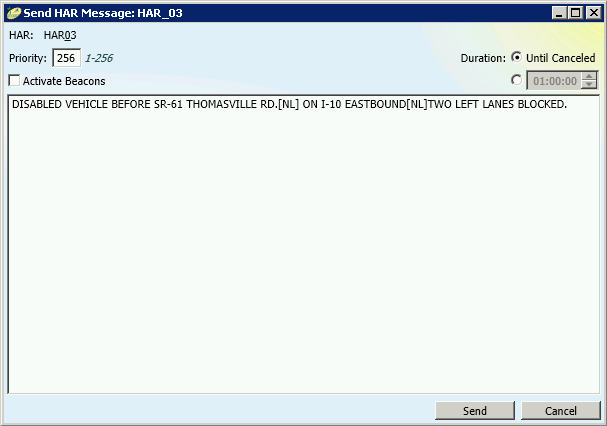 Send HAR Message: HAR_03
HAR: HAR03
Priority: 256 1-256 Duration: Until Canceled
Activate Beacons 01:00:00
DISABLED VEHICLE BEFORE SR-61 THOMASVILLE RD.[NL] ON I-10 EASTBOUND[NL]TWO LEFT LANES BLOCKED.
Send Cancel